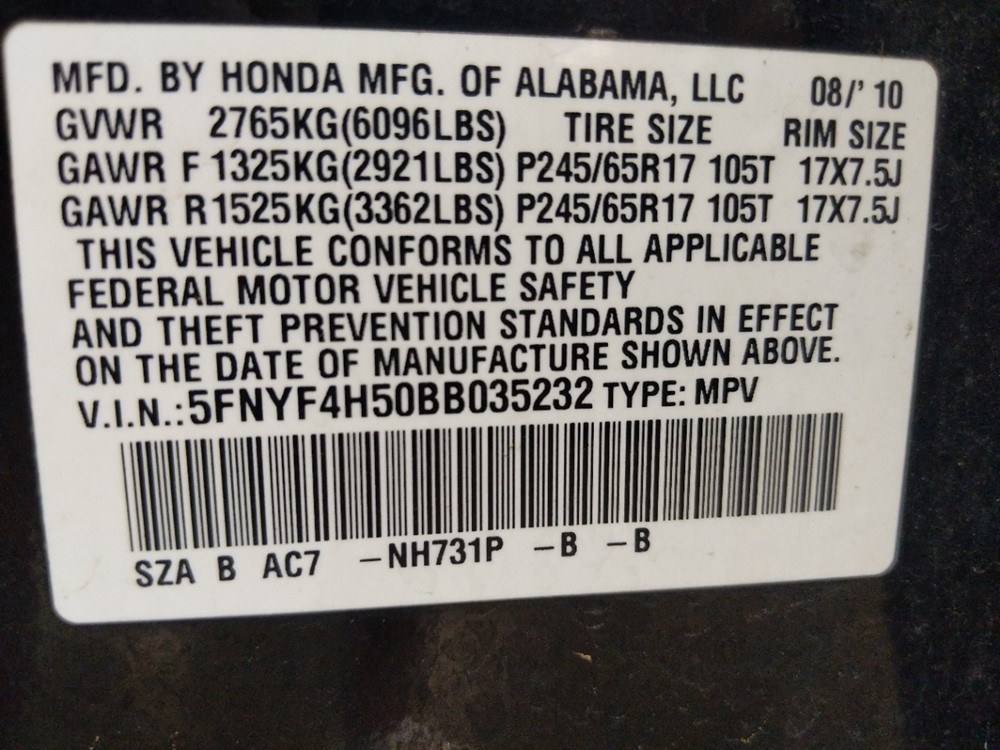 MFD. BY HONDA MFG. OF ALABAMA, LLC 08/' 10
GVWR 2765KG(6096LBS) TIRE SIZE RIM SIZE
GAWR F 1325KG(2921LBS) P245/65R17 105T 17X7.5J
GAWR R 1525KG(3362LBS) P245/65R17 105T 17X7.5J
THIS VEHICLE CONFORMS TO ALL APPLICABLE
FEDERAL MOTOR VEHICLE SAFETY
AND THEFT PREVENTION STANDARDS IN EFFECT
ON THE DATE OF MANUFACTURE SHOWN ABOVE.
V.I.N.:5FNYF4H50BB035232 TYPE: MPV
SZA B AC7 –NH731P –B –B